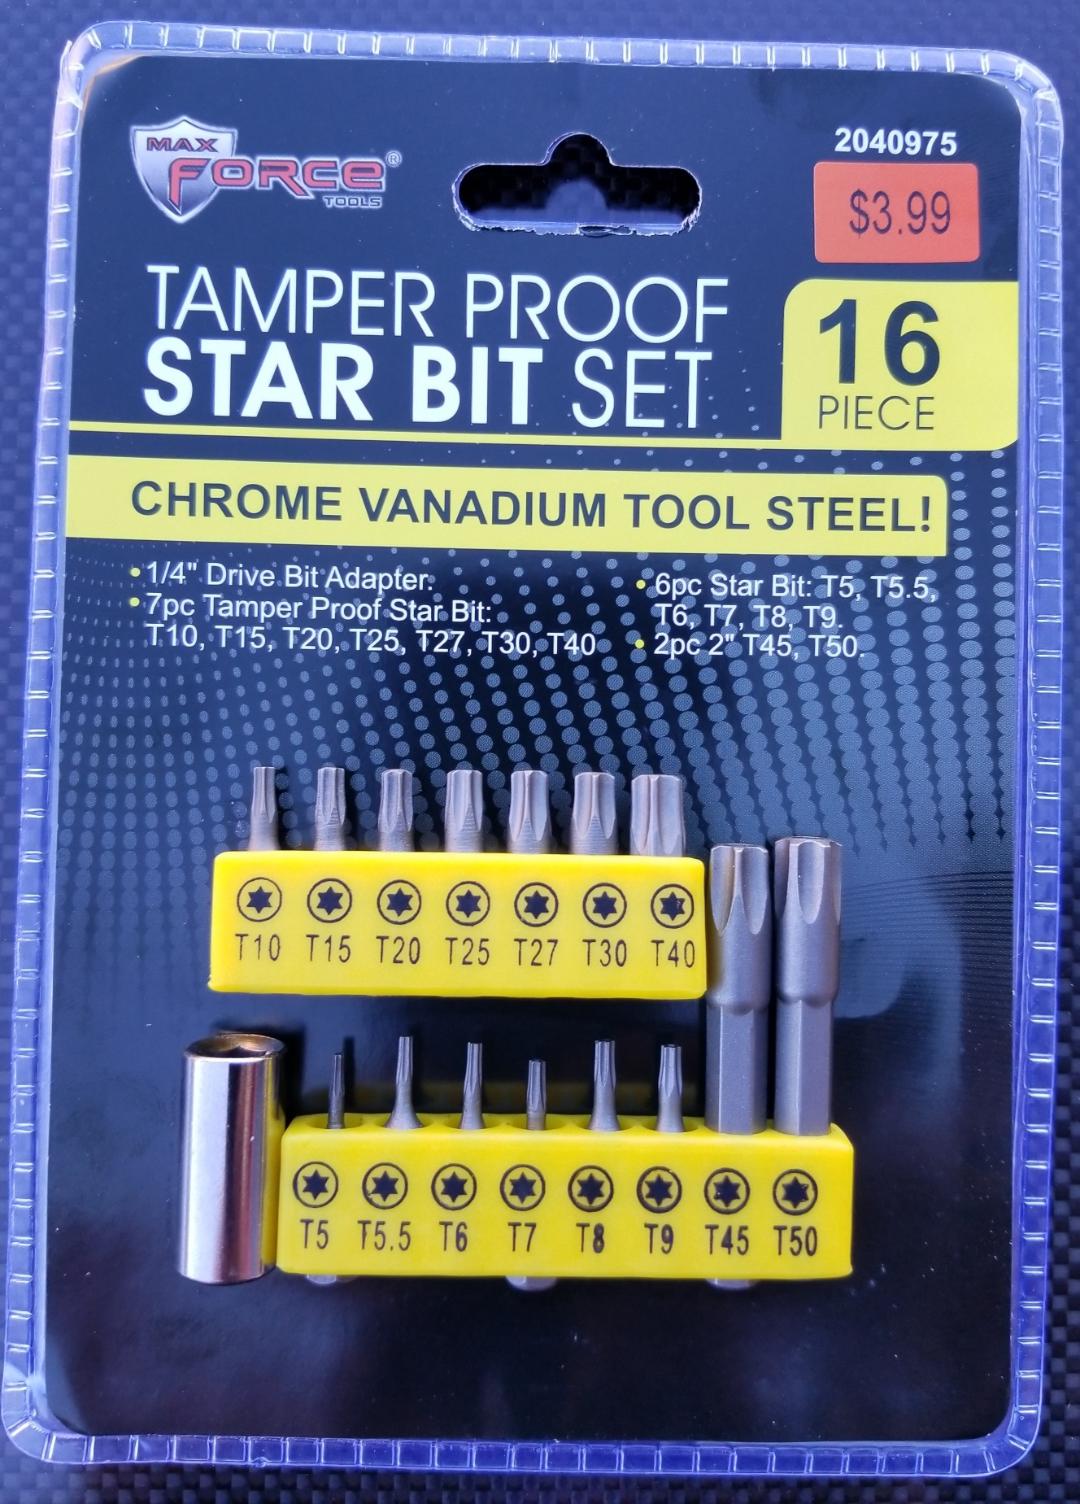 MAX
FORCE®
TOOLS
2040975
$3.99
TAMPER PROOF
STAR BIT SET
16
PIECE
CHROME VANADIUM TOOL STEEL!
•1/4" Drive Bit Adapter.
•7pc Tamper Proof Star Bit:
T10, T15, T20, T25, T27, T30, T40
• 6pc Star Bit: T5, T5.5,
T6, T7, T8, T9.
• 2pc 2" T45, T50.
T10 T15 T20 T25 T27 T30 T40
T5 T5.5 T6 T7 T8 T9 T45 T50